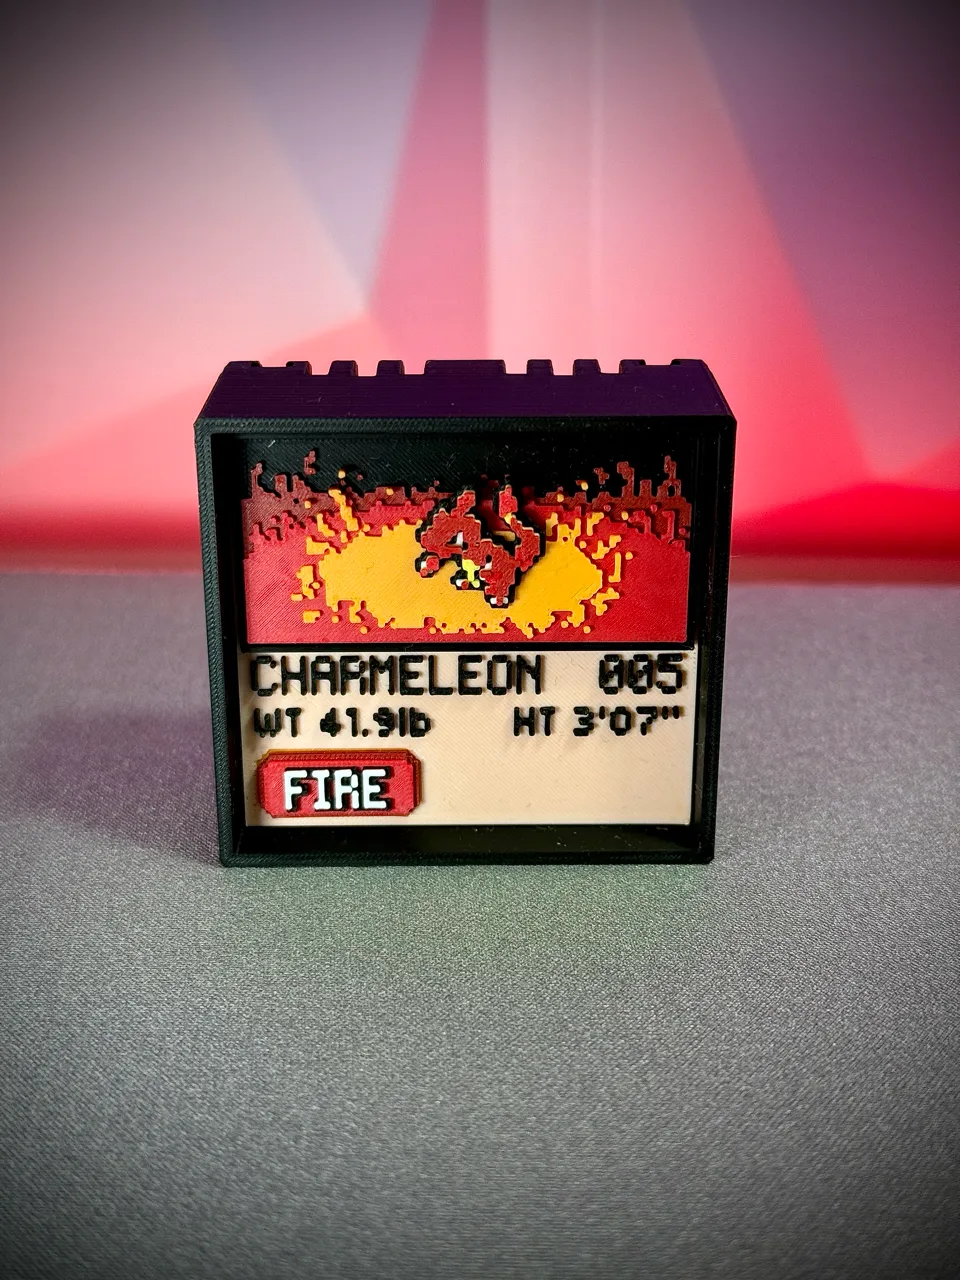 CHARMELEON 005
WT 41.9lb HT 3'07"
FIRE